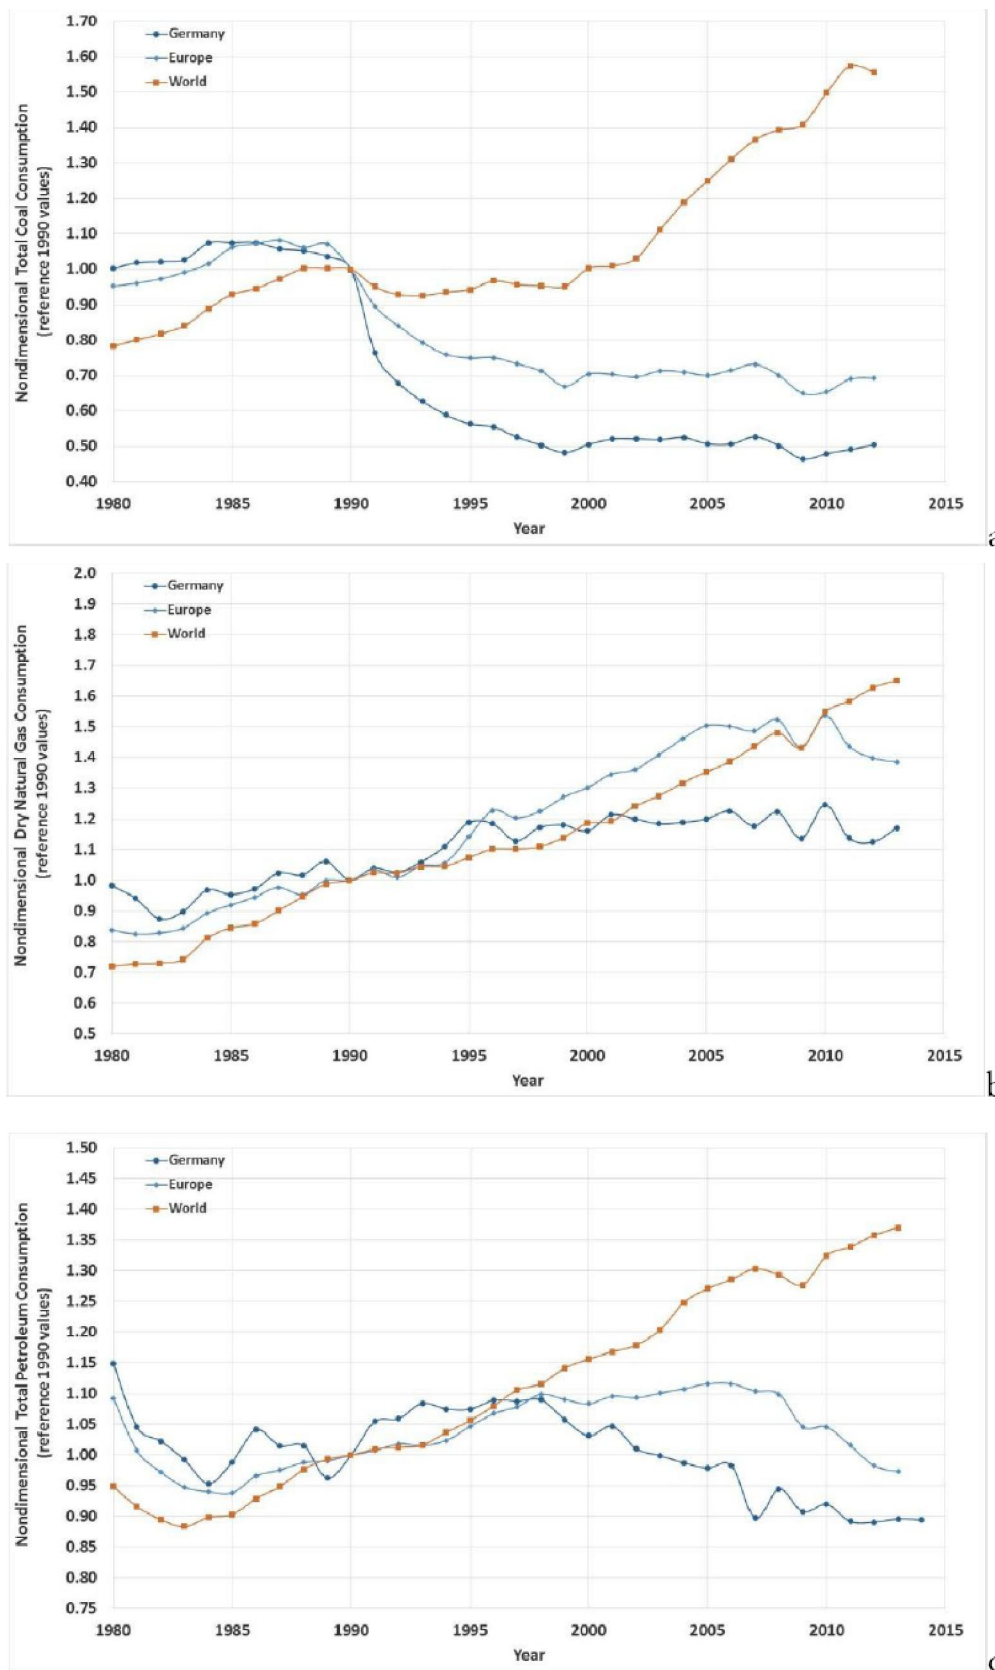 Nondimensional Total Coal Consumption
(reference 1990 values)
1.70
1.60
1.50
1.40
1.30
1.20
1.10
1.00
0.90
0.80
0.70
0.60
0.50
0.40
Germany
Europe
World
1980 1985 1990 1995 2000 2005 2010 2015
Year
a
Nondimensional Dry Natural Gas Consumption
(reference 1990 values)
2.0
1.9
1.8
1.7
1.6
1.5
1.4
1.3
1.2
1.1
1.0
0.9
0.8
0.7
0.6
0.5
Germany
Europe
World
1980 1985 1990 1995 2000 2005 2010 2015
Year
b
Nondimensional Total Petroleum Consumption
(reference 1990 values)
1.50
1.45
1.40
1.35
1.30
1.25
1.20
1.15
1.10
1.05
1.00
0.95
0.90
0.85
0.80
0.75
Germany
Europe
World
1980 1985 1990 1995 2000 2005 2010 2015
Year